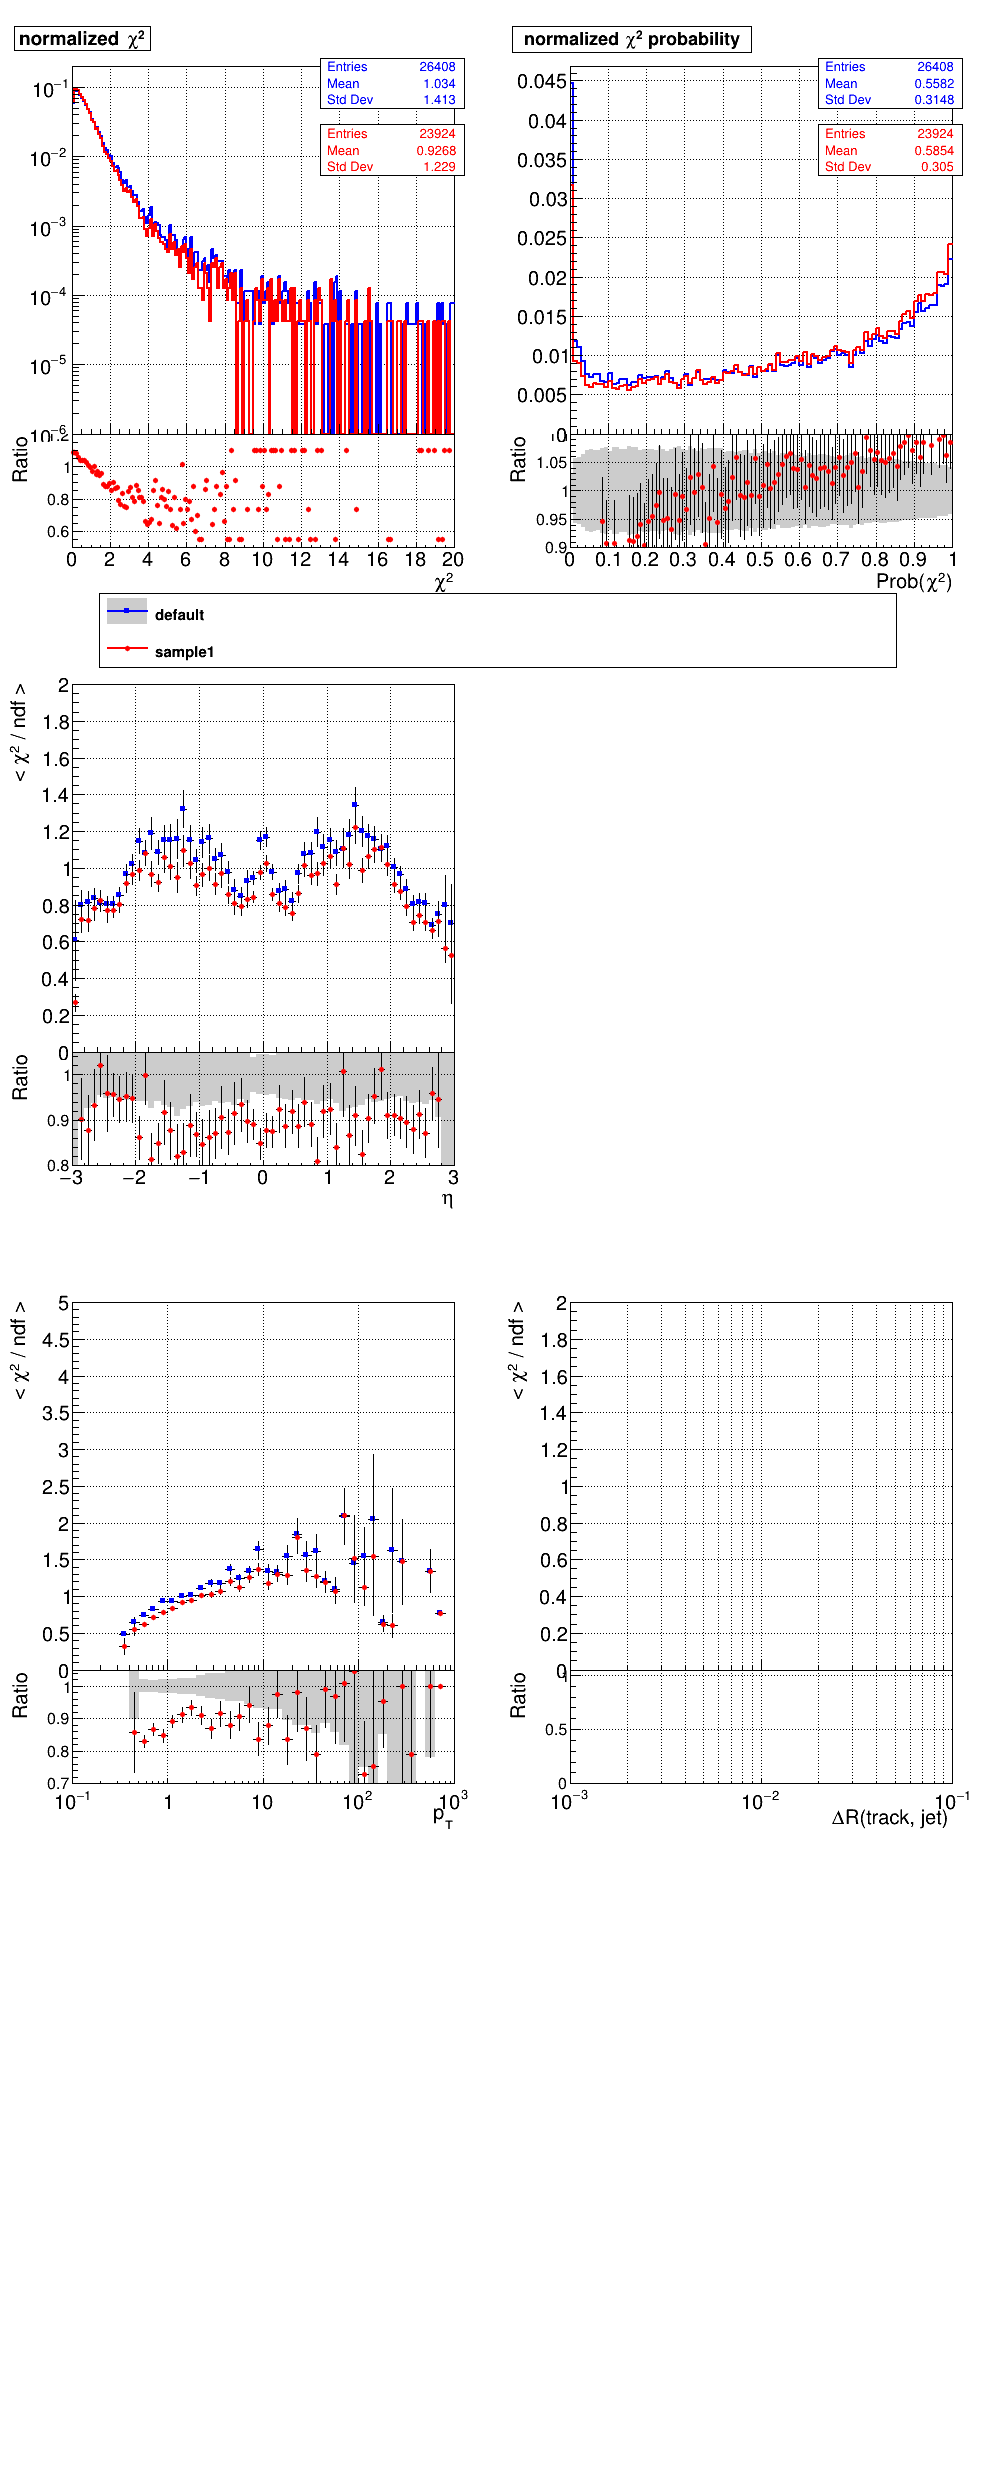 normalized χ²
normalized χ² probability
Entries 26408
Mean 1.034
Std Dev 1.413
Entries 23924
Mean 0.9268
Std Dev 1.229
10⁻¹
10⁻²
10⁻³
10⁻⁴
10⁻⁵
10⁻⁶
Ratio
1.2
1
0.8
0.6
0 2 4 6 8 10 12 14 16 18 20
χ²
Entries 26408
Mean 0.5582
Std Dev 0.3148
Entries 23924
Mean 0.5854
Std Dev 0.305
0.045
0.04
0.035
0.03
0.025
0.02
0.015
0.01
0.005
0
Ratio
1.05
1
0.95
0.9
0 0.1 0.2 0.3 0.4 0.5 0.6 0.7 0.8 0.9 1
Prob(χ²)
default
sample1
< χ² / ndf >
2
1.8
1.6
1.4
1.2
1
0.8
0.6
0.4
0.2
0
Ratio
1
0.9
0.8
−3 −2 −1 0 1 2 3
η
< χ² / ndf >
5
4.5
4
3.5
3
2.5
2
1.5
1
0.5
0
Ratio
1
0.9
0.8
0.7
10⁻¹ 1 10 10² 10³
p_T
< χ² / ndf >
2
1.8
1.6
1.4
1.2
1
0.8
0.6
0.4
0.2
0
Ratio
1
0.5
0
10⁻³ 10⁻² 10⁻¹
ΔR(track, jet)